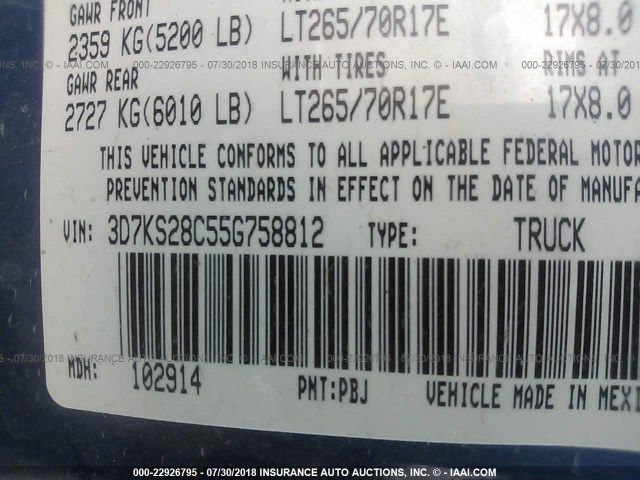 GAWR FRONT
2359 KG(5200 LB) LT265/70R17E 17X8.0
WITH TIRES RIMS AT
GAWR REAR
2727 KG(6010 LB) LT265/70R17E 17X8.0
THIS VEHICLE CONFORMS TO ALL APPLICABLE FEDERAL MOTOR
PREVENTION STANDARDS IN EFFECT ON THE DATE OF MANUFA
VIN: 3D7KS28C55G758812 TYPE: TRUCK
MDH: 102914 PNT:PBJ VEHICLE MADE IN MEXI
000-22926795 - 07/30/2018 INSURANCE AUTO AUCTIONS, INC. - © - IAAI.COM